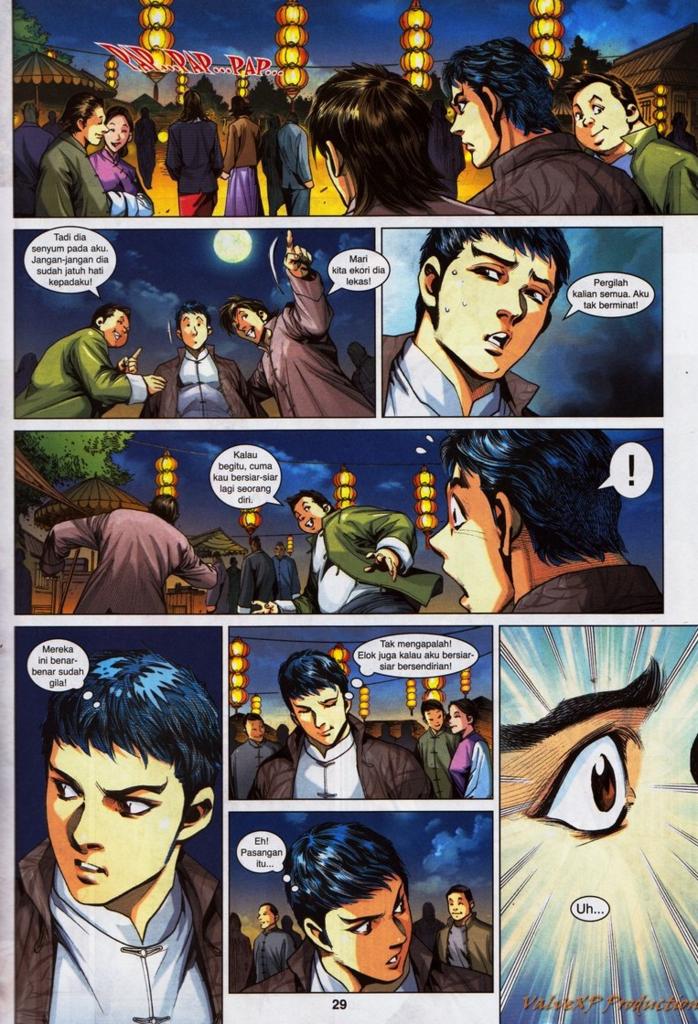 PAP...PAP...PAP...
Tadi dia
senyum pada aku.
Jangan-jangan dia
sudah jatuh hati
kepadaku!
Mari
kita ekori dia
lekas!
Pergilah
kalian semua. Aku
tak berminat!
Kalau
begitu, cuma
kau bersiar-siar
lagi seorang
diri.
!
Mereka
ini benar-
benar sudah
gila!
Tak mengapalah!
Elok juga kalau aku bersiar-
siar bersendirian!
Eh!
Pasangan
itu...
Uh...
29
ValveXP Production